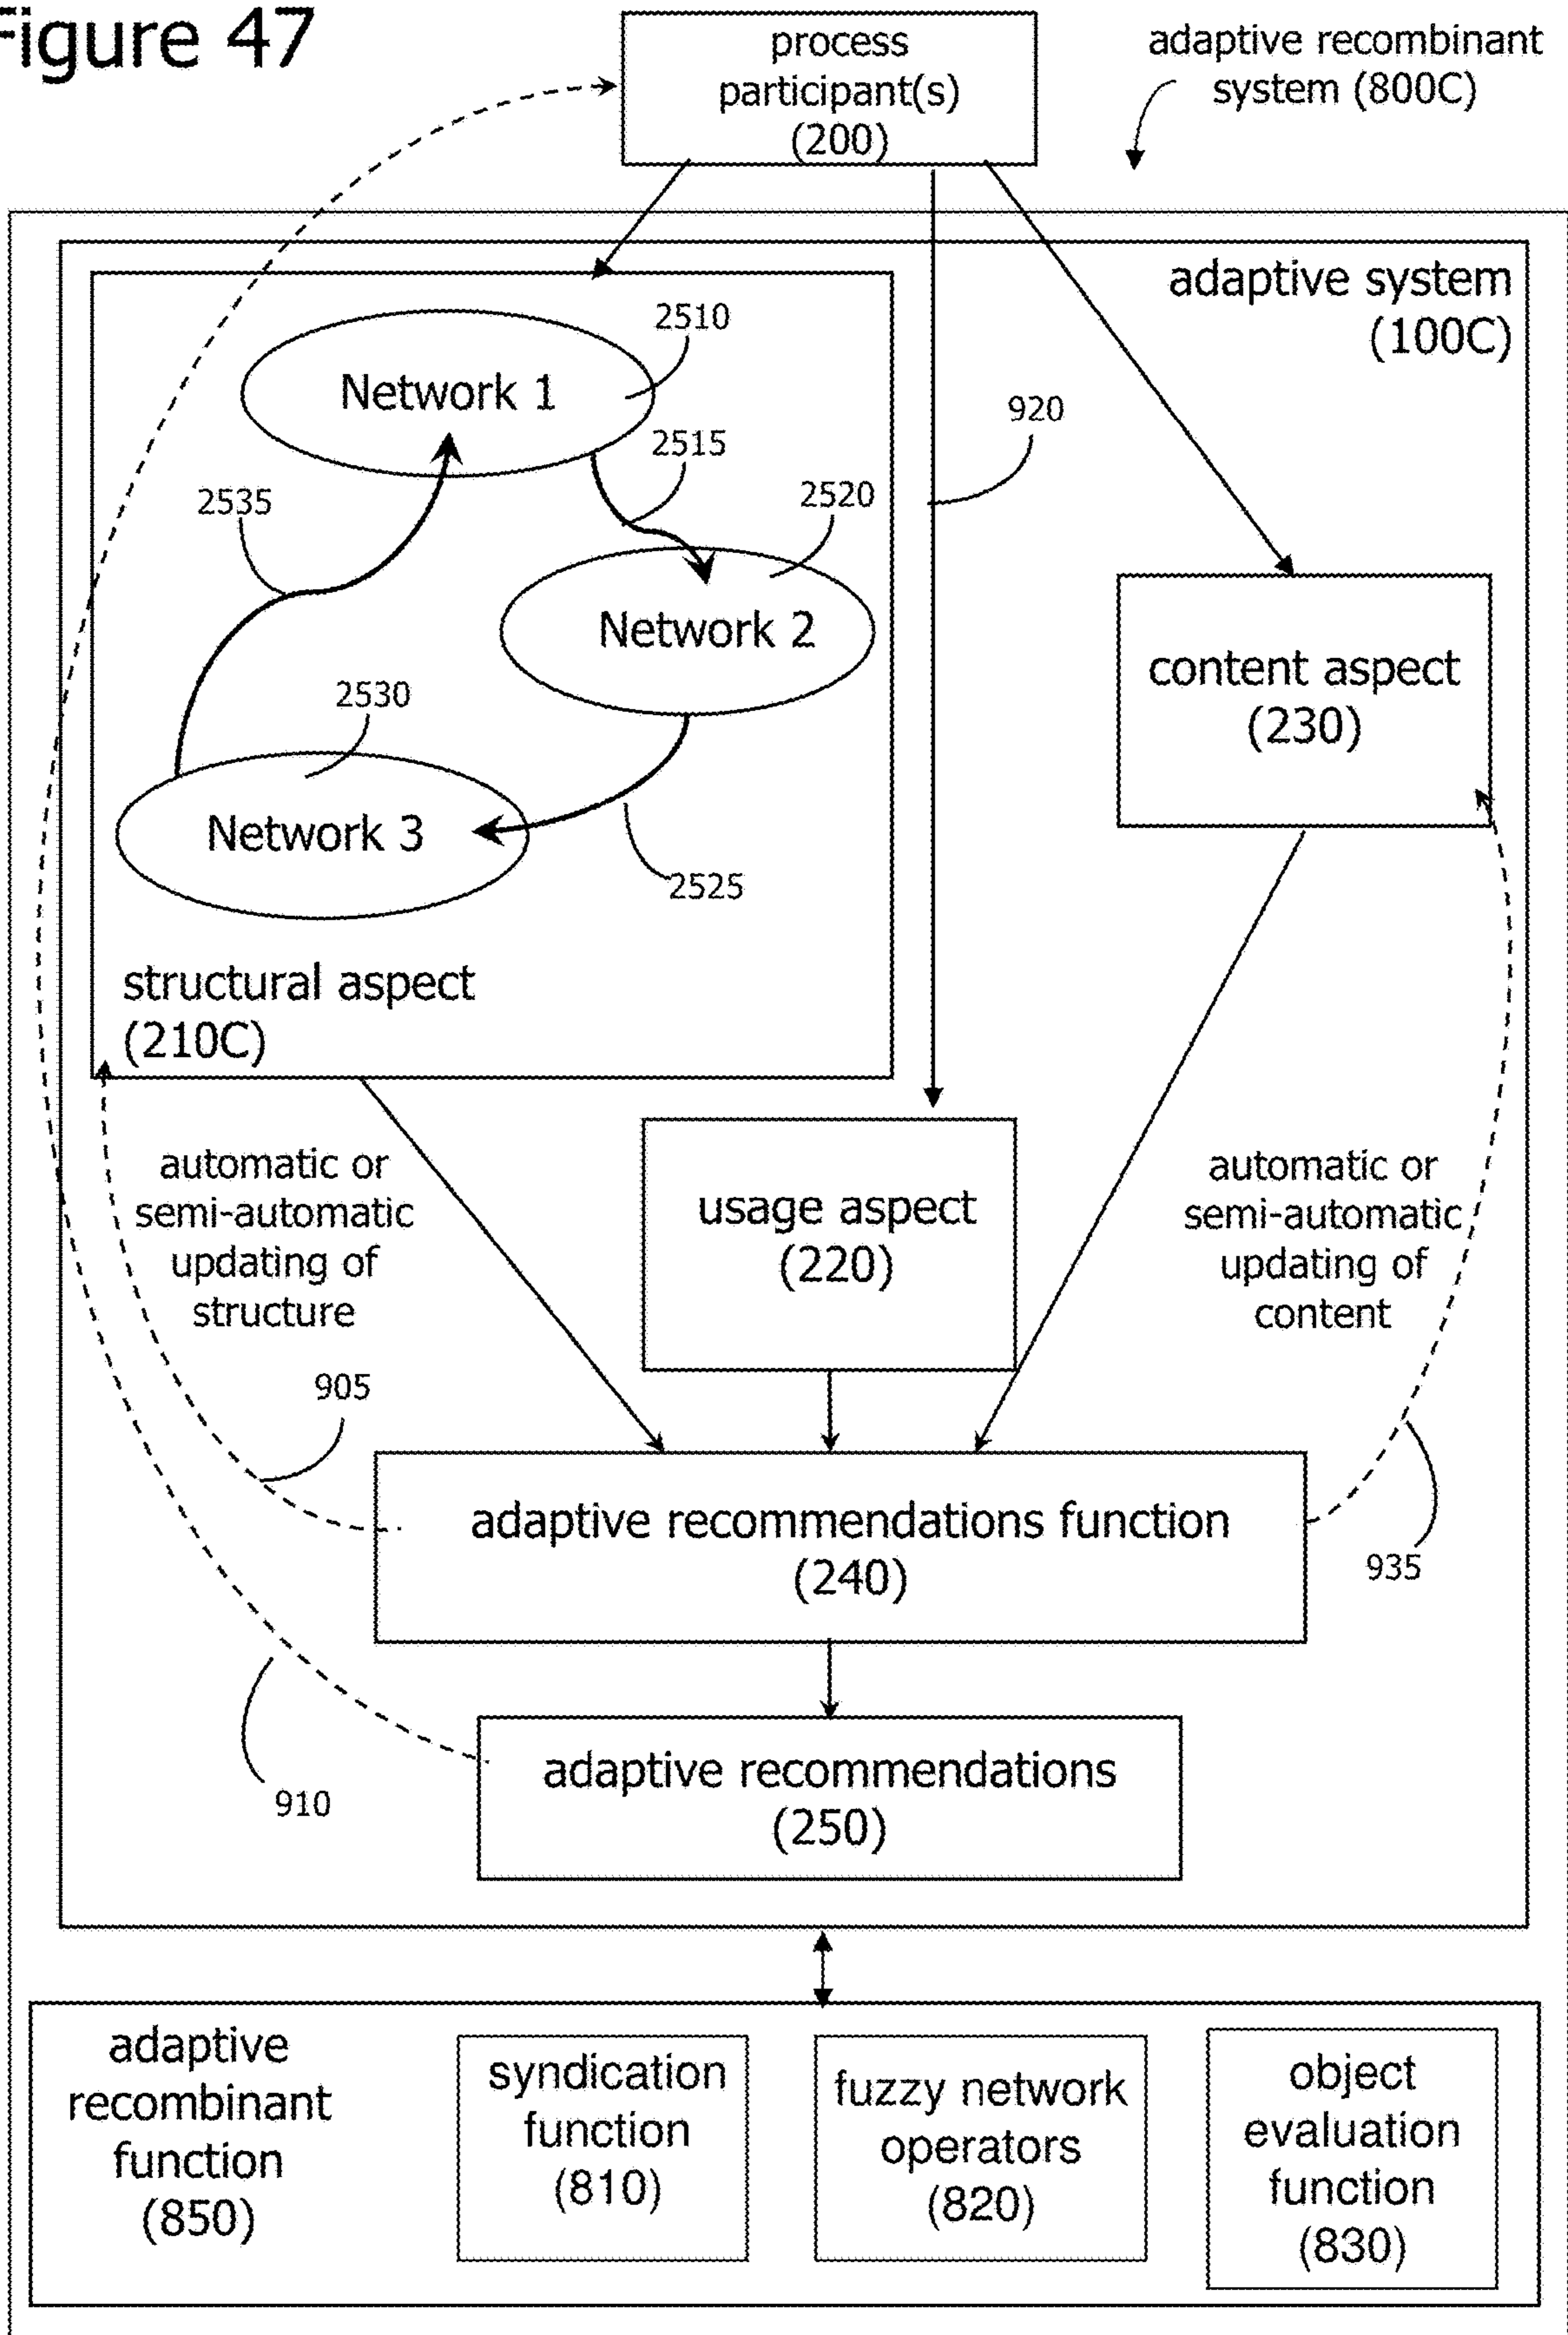 Figure 47
process
participant(s)
(200)
adaptive recombinant
system (800C)
adaptive system
(100C)
2510
Network 1
920
2515
2535
2520
Network 2
content aspect
(230)
2530
Network 3
2525
structural aspect
(210C)
automatic or
semi-automatic
updating of
structure
usage aspect
(220)
automatic or
semi-automatic
updating of
content
905
adaptive recommendations function
(240)
935
adaptive recommendations
(250)
910
adaptive
recombinant
function
(850)
syndication
function
(810)
fuzzy network
operators
(820)
object
evaluation
function
(830)